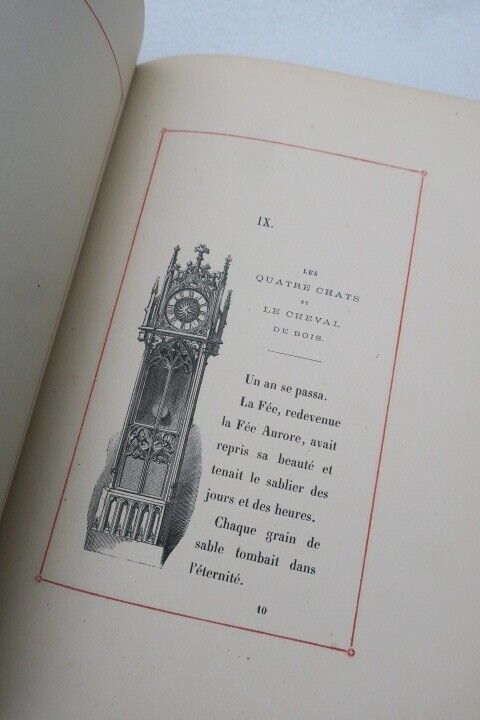 IX.
LES
QUATRE CHATS
ET
LE CHEVAL
DE BOIS.
Un an se passa.
La Fée, redevenue
la Fée Aurore, avait
repris sa beauté et
tenait le sablier des
jours et des heures.
Chaque grain de
sable tombait dans
l'éternité.
10